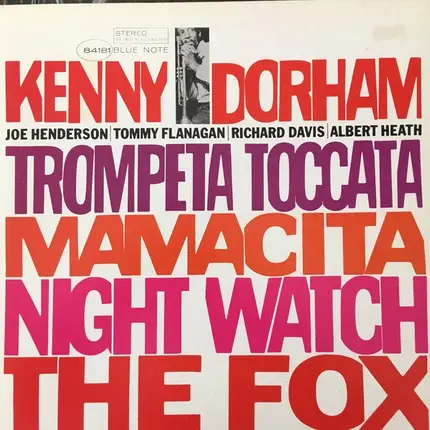 STEREO
84181 BLUE NOTE
KENNY DORHAM
JOE HENDERSON | TOMMY FLANAGAN | RICHARD DAVIS | ALBERT HEATH
TROMPETA TOCCATA
MAMACITA
NIGHT WATCH
THE FOX